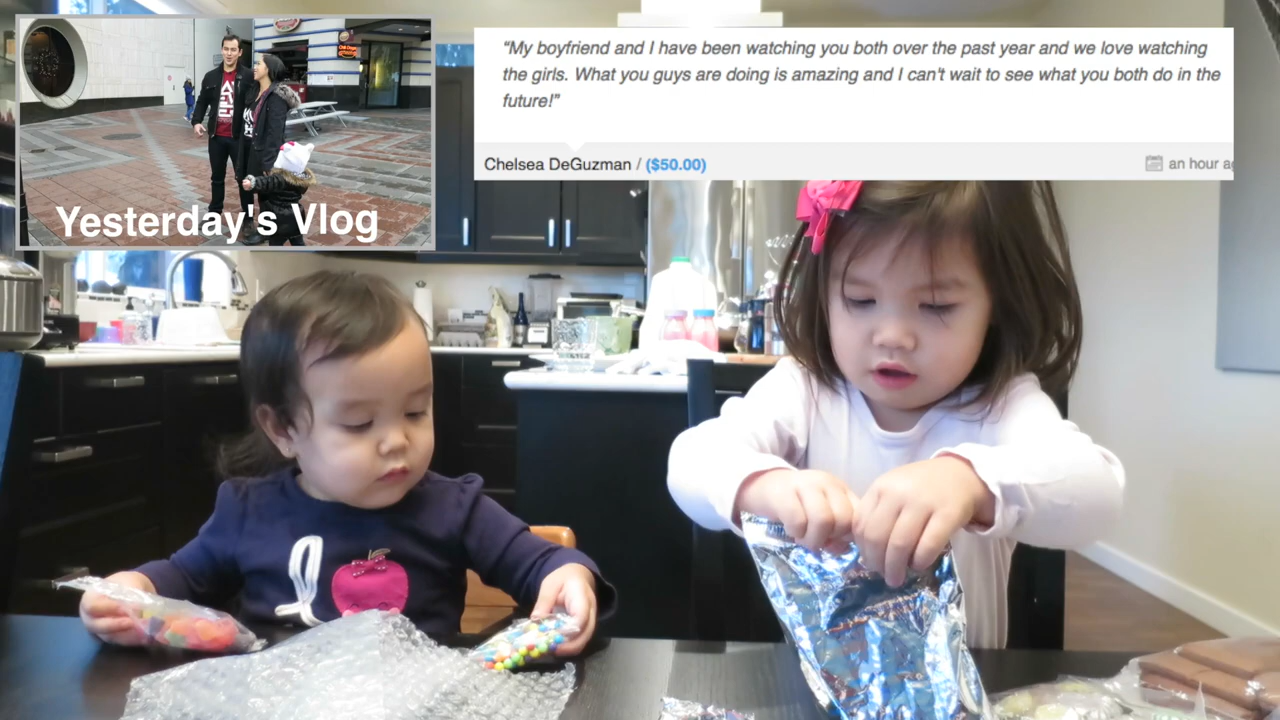 “My boyfriend and I have been watching you both over the past year and we love watching
the girls. What you guys are doing is amazing and I can't wait to see what you both do in the
future!”
Chelsea DeGuzman / ($50.00)
an hour
Yesterday's Vlog